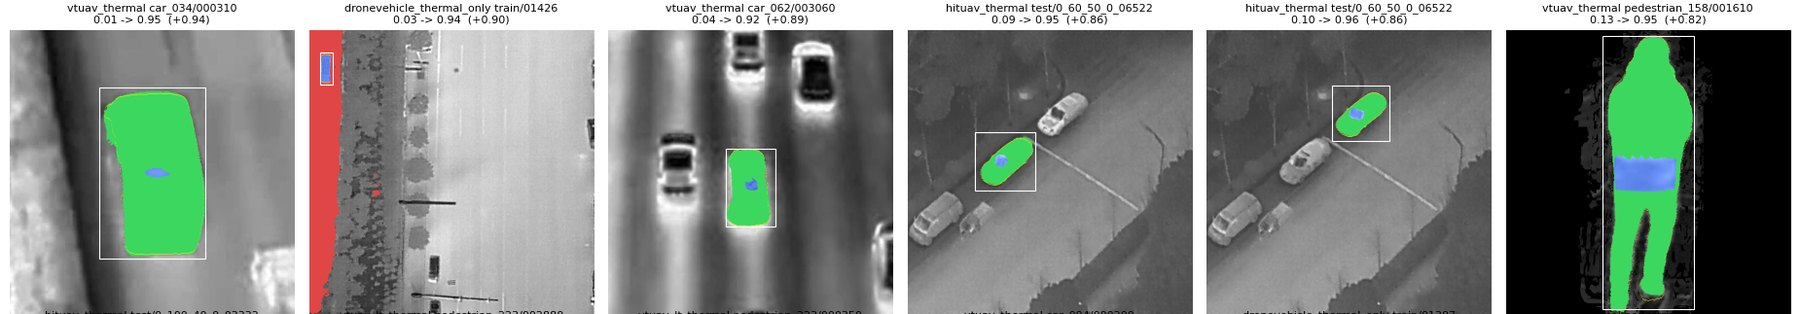 vtuav_thermal car_034/000310
0.01 -> 0.95 (+0.94)
dronevehicle_thermal_only train/01426
0.03 -> 0.94 (+0.90)
vtuav_thermal car_062/003060
0.04 -> 0.92 (+0.89)
hituav_thermal test/0_60_50_0_06522
0.09 -> 0.95 (+0.86)
hituav_thermal test/0_60_50_0_06522
0.10 -> 0.96 (+0.86)
vtuav_thermal pedestrian_158/001610
0.13 -> 0.95 (+0.82)